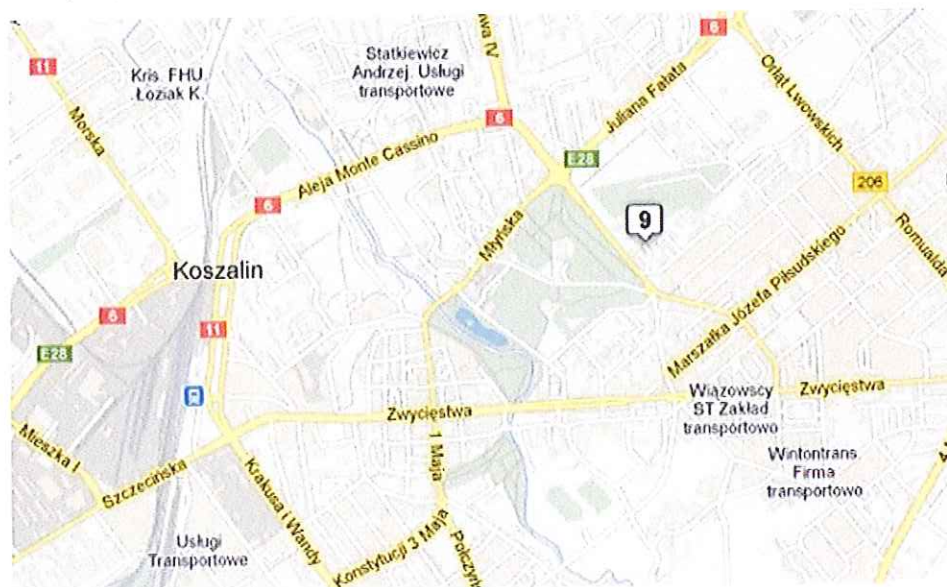 6
11
Kris. FHU.
Łoziak K.
Statkiewicz
Andrzej. Usługi
transportowe
owa IV
Juliana Fałata
Orląt Lwowskich
Morska
6
E28
Aleja Monte Cassino
206
6
9
Młyńska
Romualda
Koszalin
Marszałka Józefa Piłsudskiego
6
11
E28
Wiązowscy
ST Zakład
transportowo
Zwycięstwa
Zwycięstwa
Mieszka I
1 Maja
Szczecińska
Krakusa i Wandy
Wintontrans.
Firma
transportowo
Usługi
Transportowe
Konstytucji 3 Maja